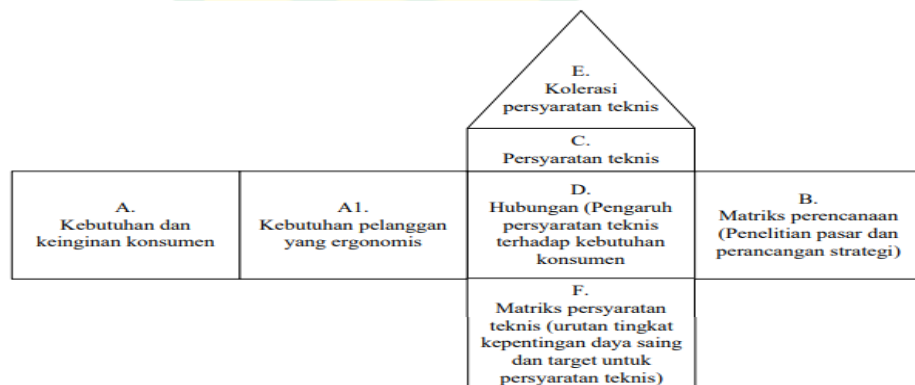 E.
Kolerasi
persyaratan teknis
C.
Persyaratan teknis
A.
Kebutuhan dan
keinginan konsumen
A1.
Kebutuhan pelanggan
yang ergonomis
D.
Hubungan (Pengaruh
persyaratan teknis
terhadap kebutuhan
konsumen
B.
Matriks perencanaan
(Penelitian pasar dan
perancangan strategi)
F.
Matriks persyaratan
teknis (urutan tingkat
kepentingan daya saing
dan target untuk
persyaratan teknis)